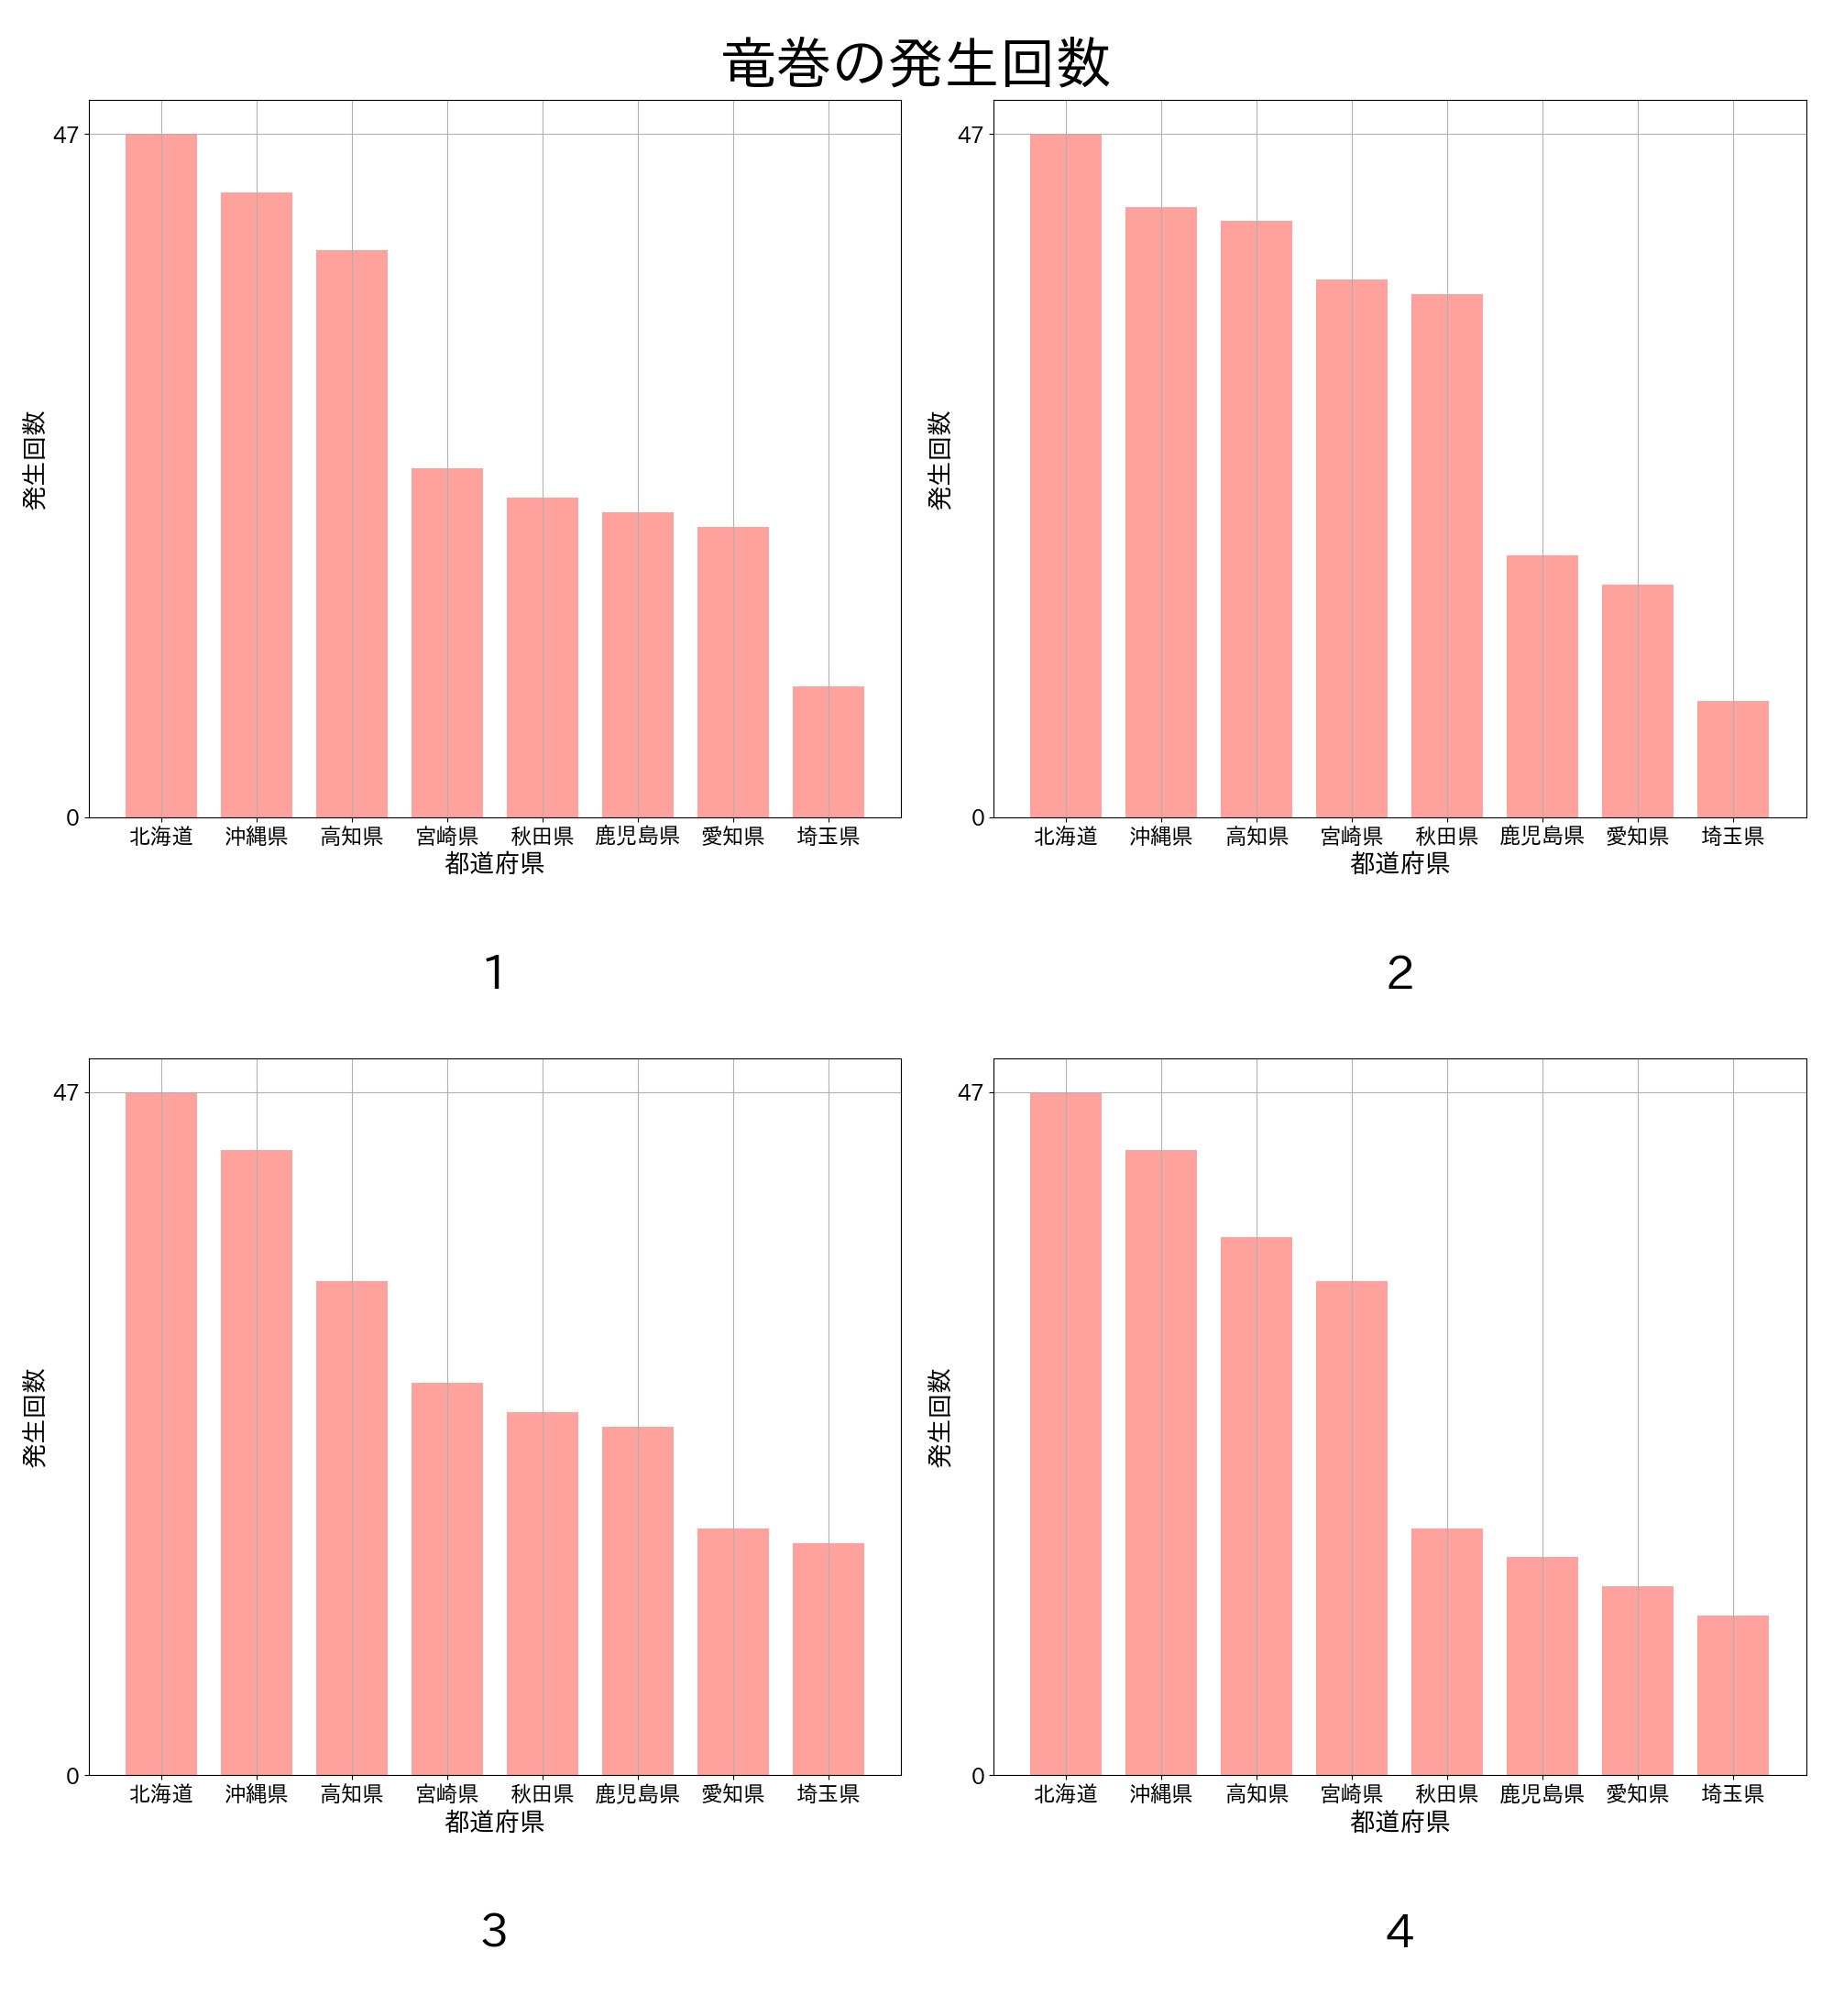 竜巻の発生回数
47
0
発生回数
北海道 沖縄県 高知県 宮崎県 秋田県 鹿児島県 愛知県 埼玉県
都道府県
1
47
0
発生回数
北海道 沖縄県 高知県 宮崎県 秋田県 鹿児島県 愛知県 埼玉県
都道府県
2
47
0
発生回数
北海道 沖縄県 高知県 宮崎県 秋田県 鹿児島県 愛知県 埼玉県
都道府県
3
47
0
発生回数
北海道 沖縄県 高知県 宮崎県 秋田県 鹿児島県 愛知県 埼玉県
都道府県
4